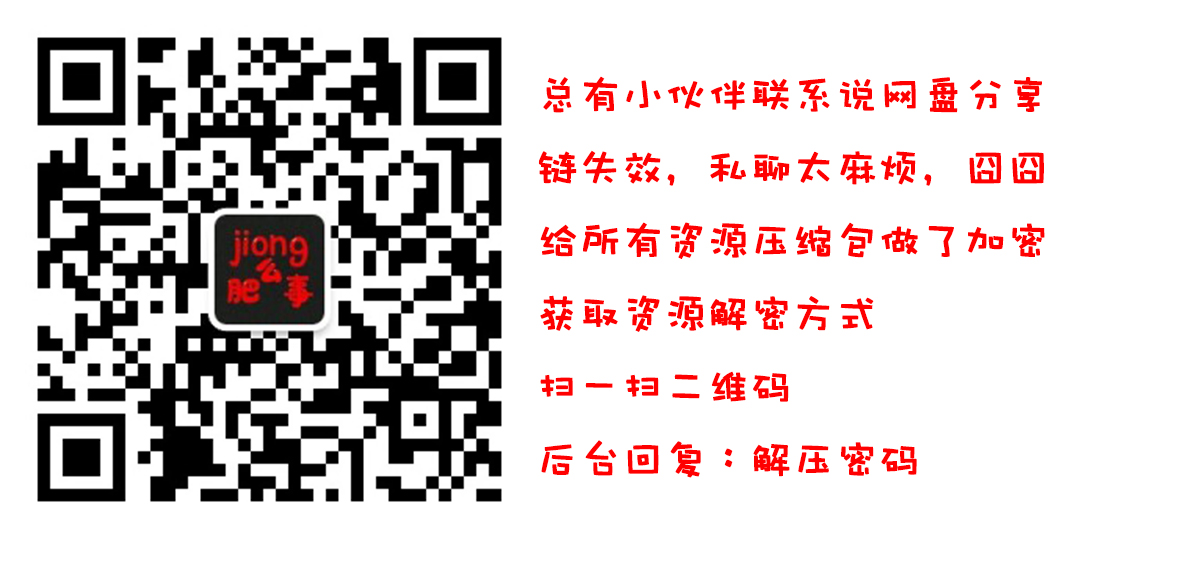 jiong
么
肥 事
总有小伙伴联系说网盘分享
链失效，私聊太麻烦，囧囧
给所有资源压缩包做了加密
获取资源解密方式
扫一扫二维码
后台回复：解压密码